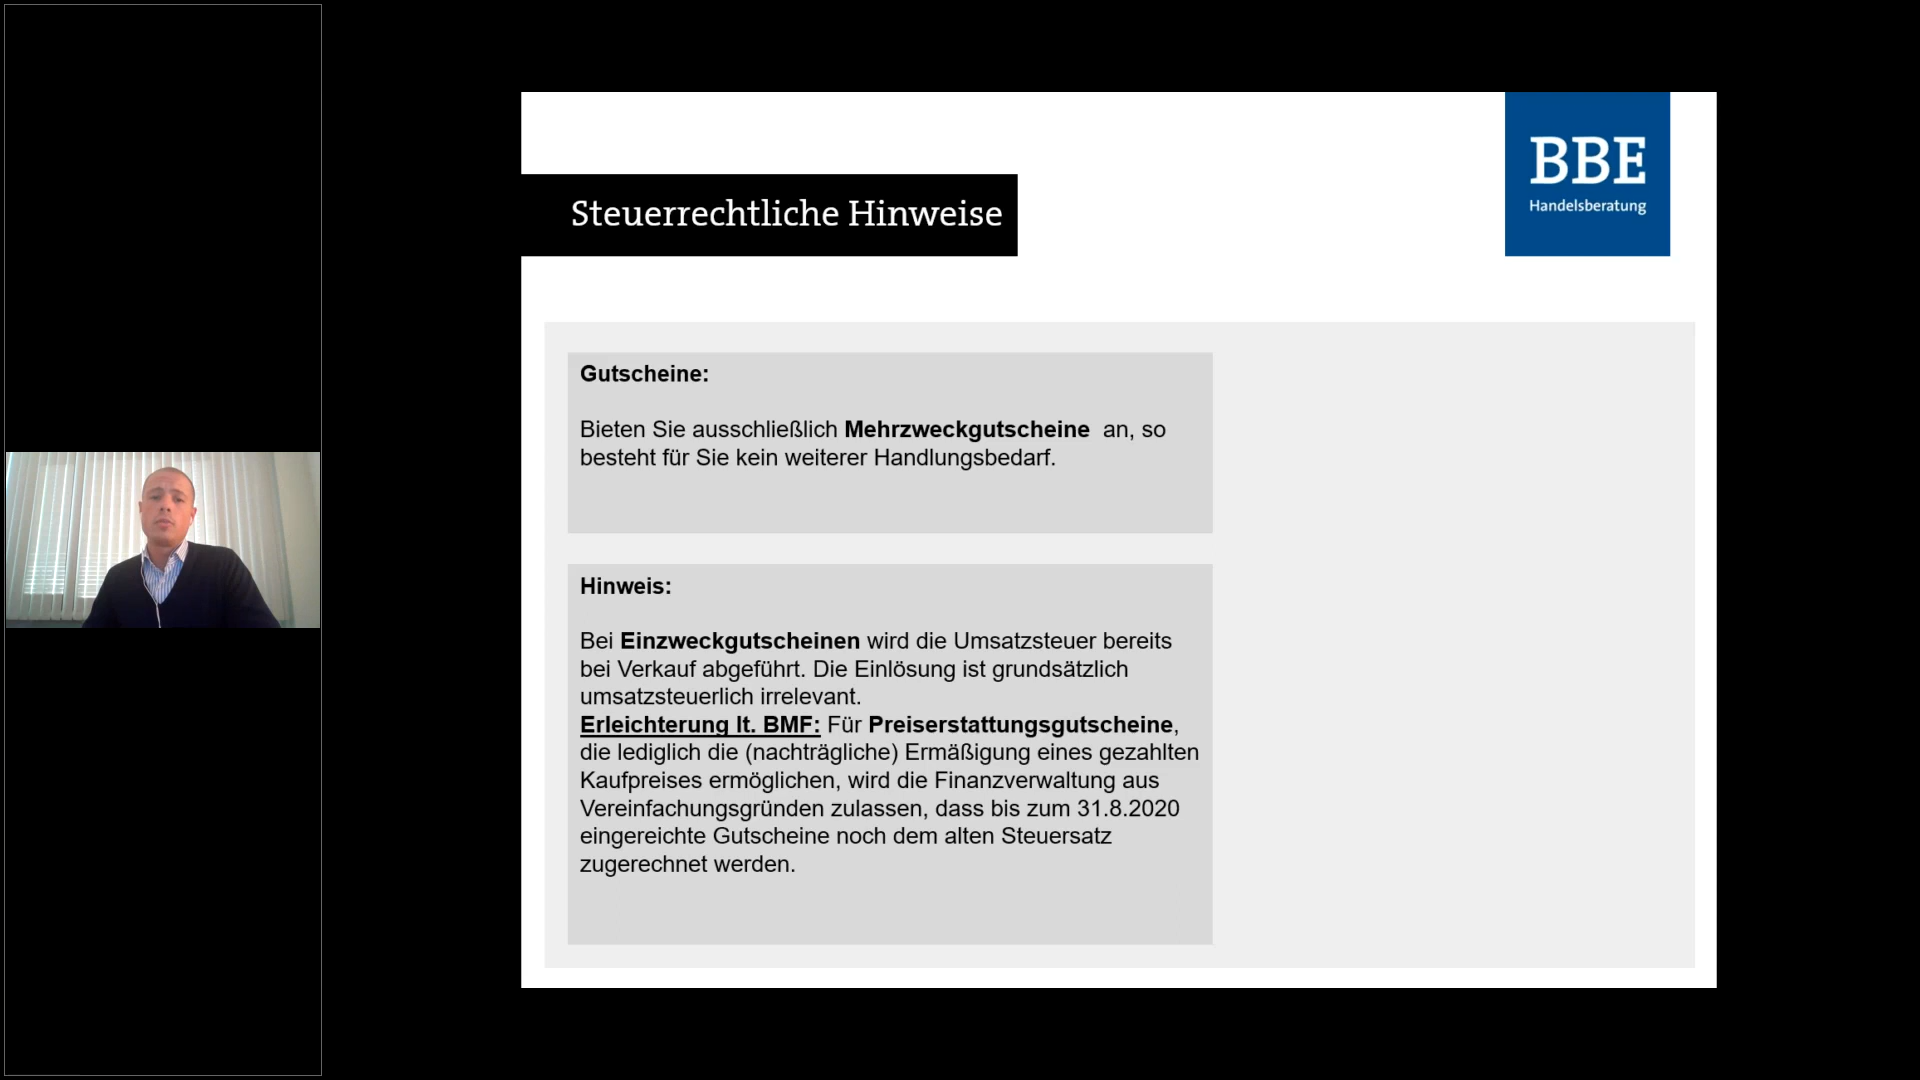 BBE
Handelsberatung
Steuerrechtliche Hinweise
Gutscheine:
Bieten Sie ausschließlich Mehrzweckgutscheine  an, so
besteht für Sie kein weiterer Handlungsbedarf.
Hinweis:
Bei Einzweckgutscheinen wird die Umsatzsteuer bereits
bei Verkauf abgeführt. Die Einlösung ist grundsätzlich
umsatzsteuerlich irrelevant.
Erleichterung lt. BMF: Für Preiserstattungsgutscheine,
die lediglich die (nachträgliche) Ermäßigung eines gezahlten
Kaufpreises ermöglichen, wird die Finanzverwaltung aus
Vereinfachungsgründen zulassen, dass bis zum 31.8.2020
eingereichte Gutscheine noch dem alten Steuersatz
zugerechnet werden.